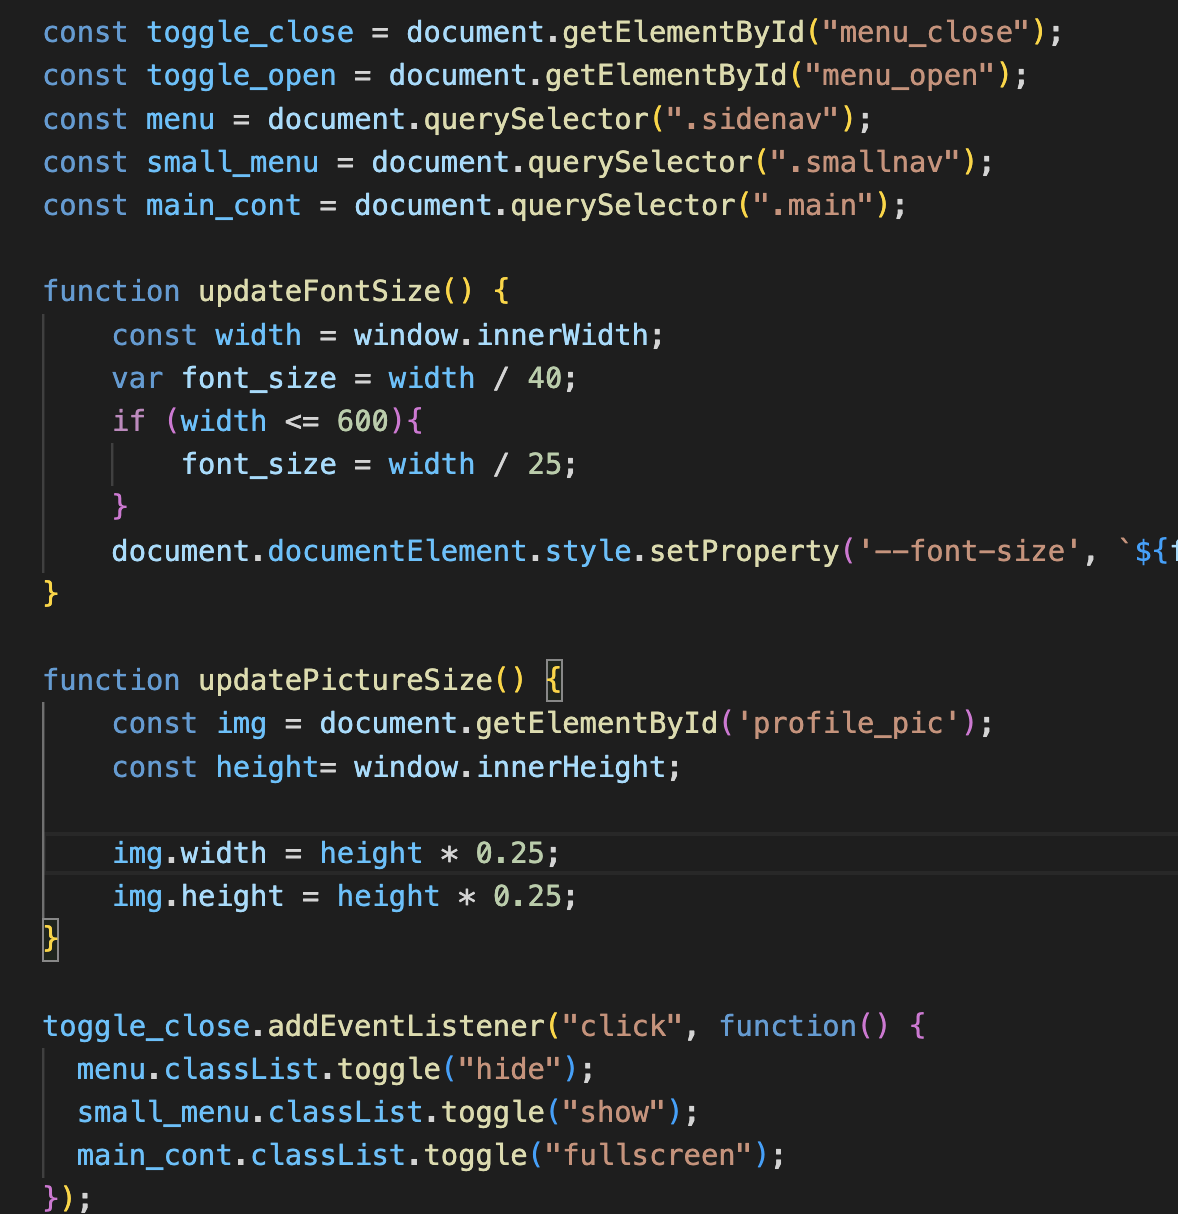 const toggle_close = document.getElementById("menu_close");
const toggle_open = document.getElementById("menu_open");
const menu = document.querySelector(".sidenav");
const small_menu = document.querySelector(".smallnav");
const main_cont = document.querySelector(".main");

function updateFontSize() {
    const width = window.innerWidth;
    var font_size = width / 40;
    if (width <= 600){
        font_size = width / 25;
    }
    document.documentElement.style.setProperty('--font-size', `${
}

function updatePictureSize() {
    const img = document.getElementById('profile_pic');
    const height= window.innerHeight;

    img.width = height * 0.25;
    img.height = height * 0.25;
}

toggle_close.addEventListener("click", function() {
  menu.classList.toggle("hide");
  small_menu.classList.toggle("show");
  main_cont.classList.toggle("fullscreen");
});